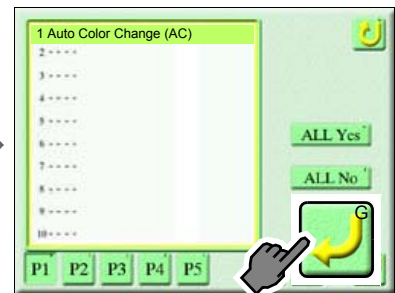 1 Auto Color Change (AC)
2 - - - -
3 - - - -
4 - - - -
5 - - - -
6 - - - -
7 - - - -
8 - - - -
9 - - - -
10 - - - -
ALL Yes
ALL No
G
P1 P2 P3 P4 P5